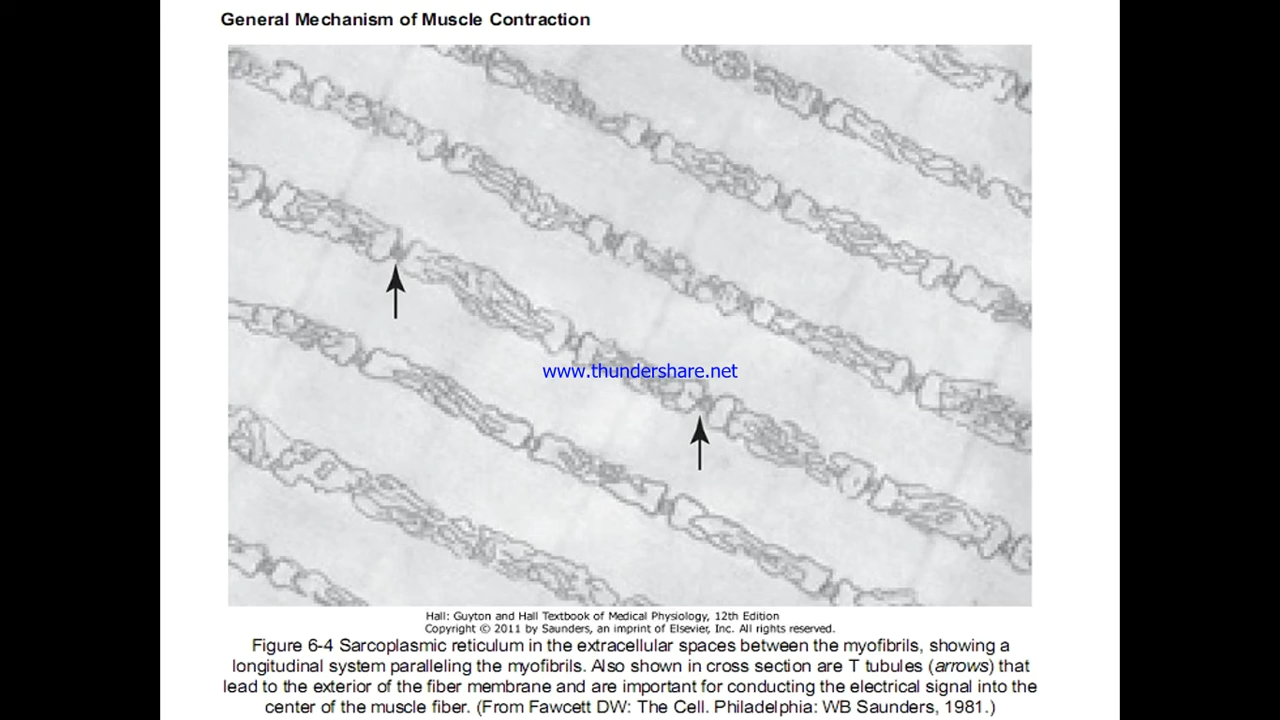 General Mechanism of Muscle Contraction
www.thundershare.net
Hall: Guyton and Hall Textbook of Medical Physiology, 12th Edition
Copyright © 2011 by Saunders, an imprint of Elsevier, Inc. All rights reserved.
Figure 6-4 Sarcoplasmic reticulum in the extracellular spaces between the myofibrils, showing a
longitudinal system paralleling the myofibrils. Also shown in cross section are T tubules (arrows) that
lead to the exterior of the fiber membrane and are important for conducting the electrical signal into the
center of the muscle fiber. (From Fawcett DW: The Cell. Philadelphia: WB Saunders, 1981.)